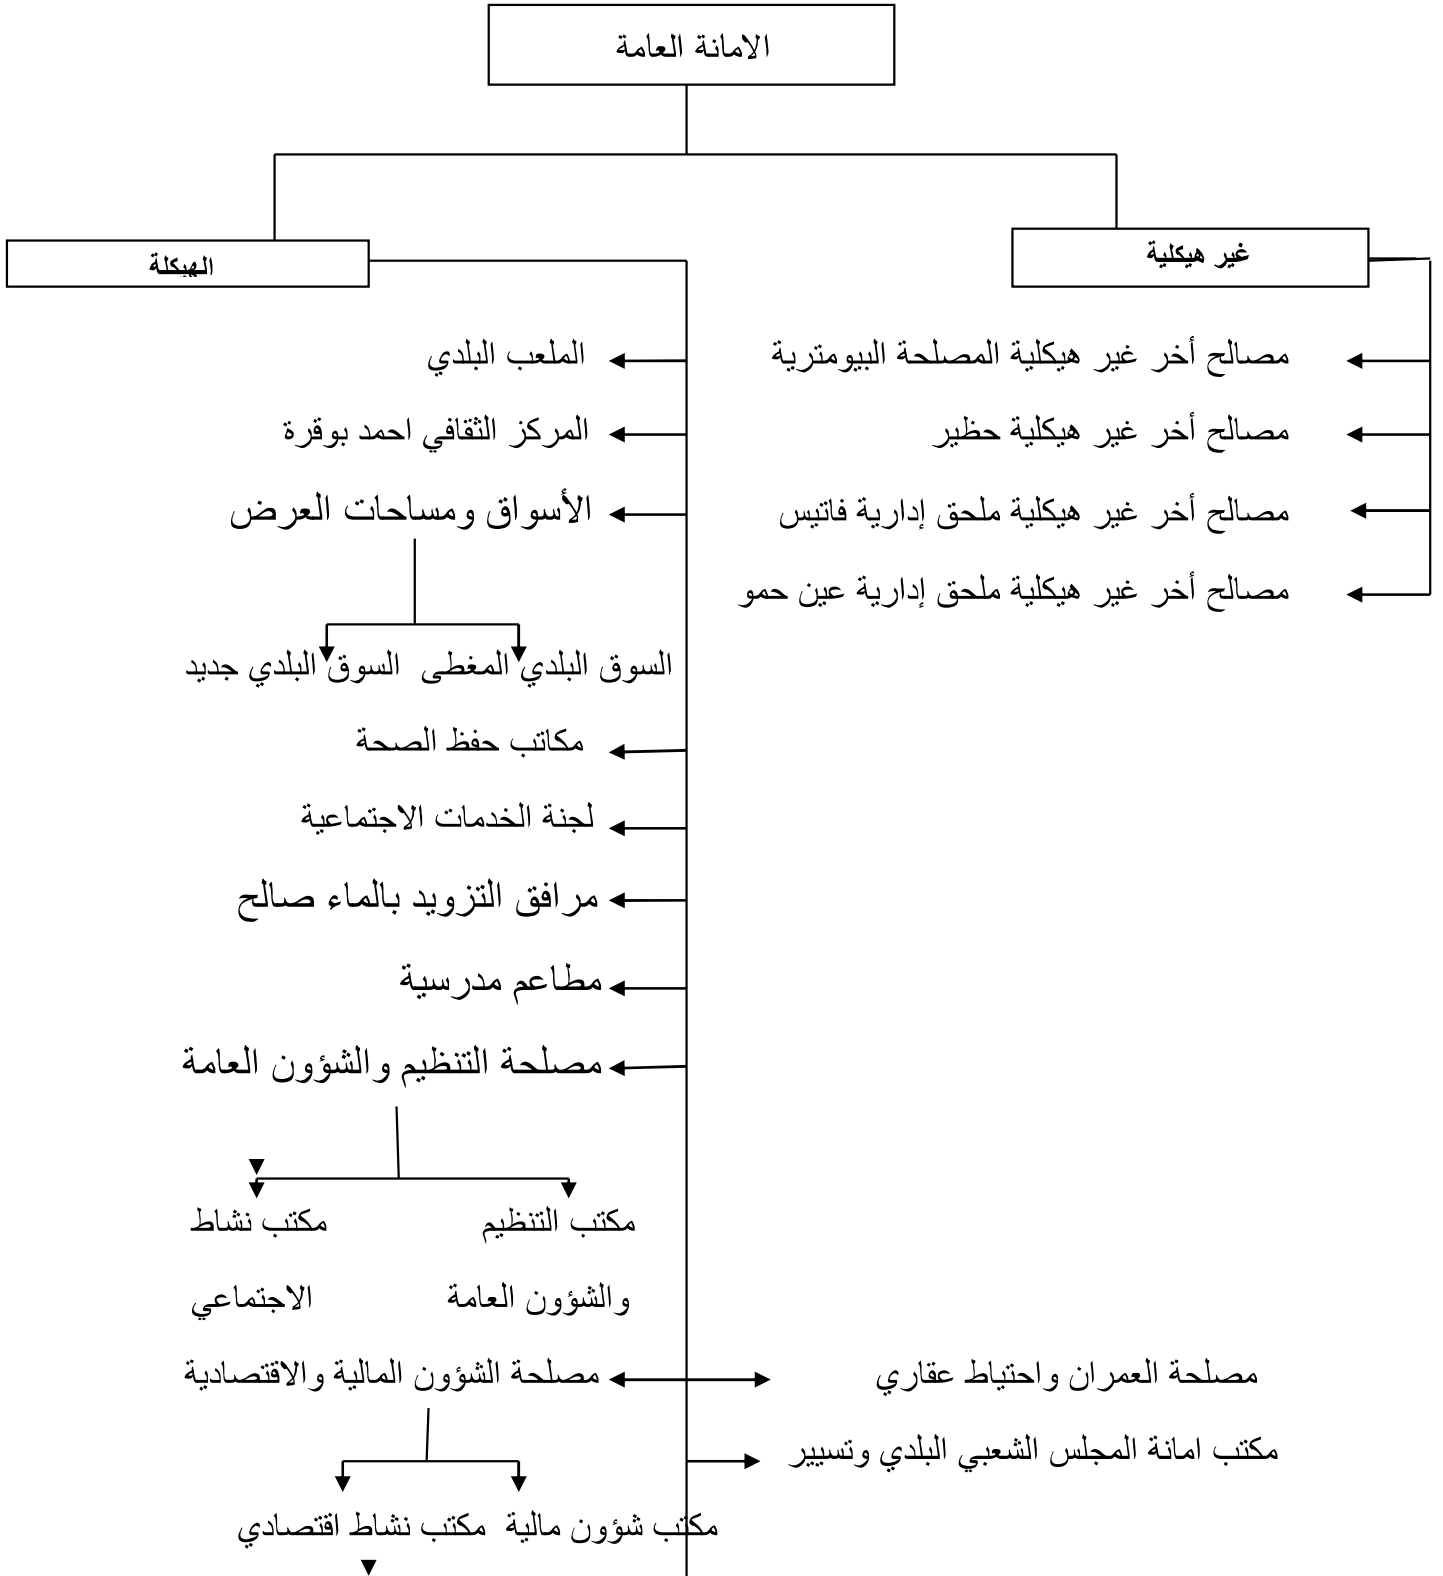 الامانة العامة
غير هيكلية
الهيكلة
مصالح أخر غير هيكلية المصلحة البيومترية
الملعب البلدي
مصالح أخر غير هيكلية حظير
المركز الثقافي احمد بوقرة
مصالح أخر غير هيكلية ملحق إدارية فاتيس
الأسواق ومساحات العرض
مصالح أخر غير هيكلية ملحق إدارية عين حمو
السوق البلدي المغطى السوق البلدي جديد
مكاتب حفظ الصحة
لجنة الخدمات الاجتماعية
مرافق التزويد بالماء صالح
مطاعم مدرسية
مصلحة التنظيم والشؤون العامة
مكتب التنظيم مكتب نشاط
والشؤون العامة الاجتماعي
مصلحة العمران واحتياط عقاري
مصلحة الشؤون المالية والاقتصادية
مكتب امانة المجلس الشعبي البلدي وتسيير
مكتب شؤون مالية مكتب نشاط اقتصادي